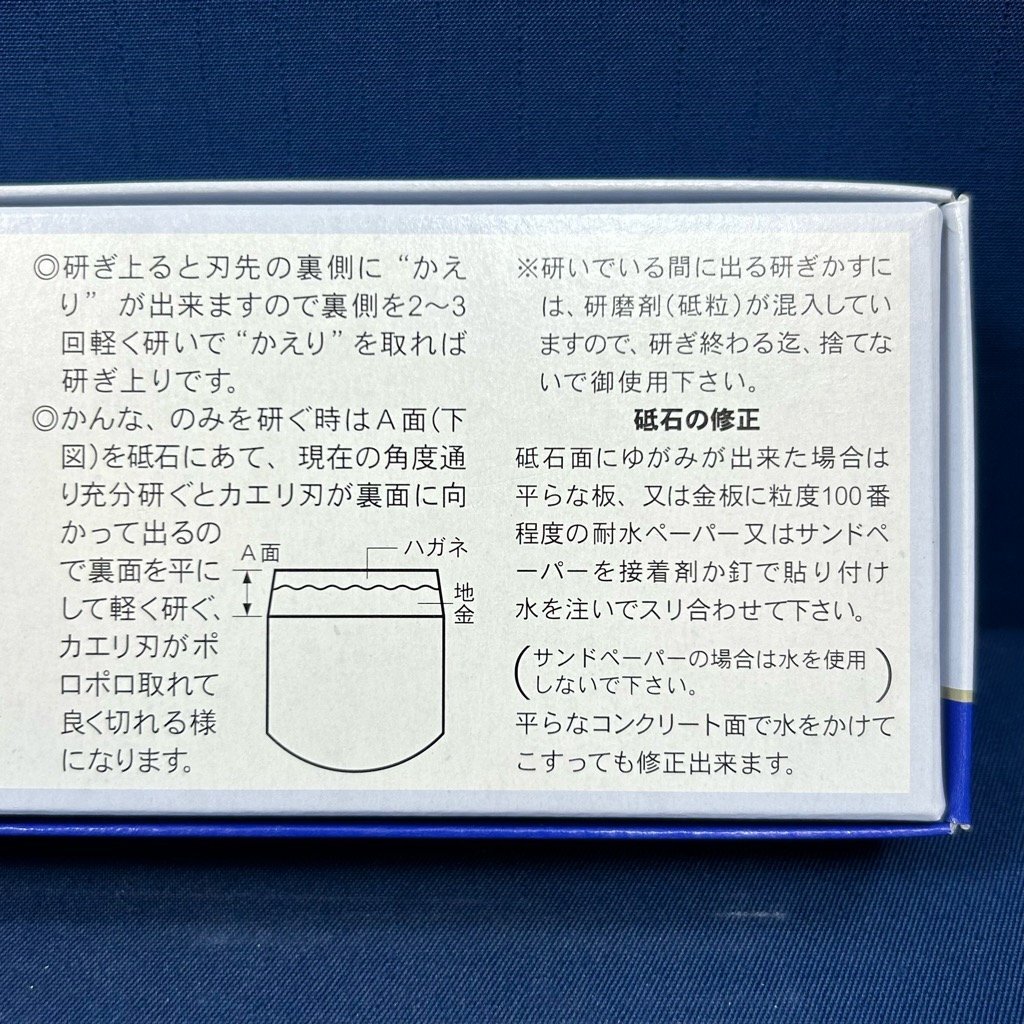 ◎研ぎ上ると刃先の裏側に“かえ
り”が出来ますので裏側を2〜3
回軽く研いで“かえり”を取れば
研ぎ上りです。
◎かんな、のみを研ぐ時はA面(下
図)を砥石にあて、現在の角度通
り充分研ぐとカエリ刃が裏面に向
かって出るの
で裏面を平に
して軽く研ぐ、
カエリ刃がポ
ロポロ取れて
良く切れる様
になります。
A面
ハガネ
地金
※研いでいる間に出る研ぎかすに
は、研磨剤(砥粒)が混入してい
ますので、研ぎ終わる迄、捨てな
いで御使用下さい。
砥石の修正
砥石面にゆがみが出来た場合は
平らな板、又は金板に粒度100番
程度の耐水ペーパー又はサンドペ
ーパーを接着剤か釘で貼り付け
水を注いでスリ合わせて下さい。
(サンドペーパーの場合は水を使用
しないで下さい。)
平らなコンクリート面で水をかけて
こすっても修正出来ます。